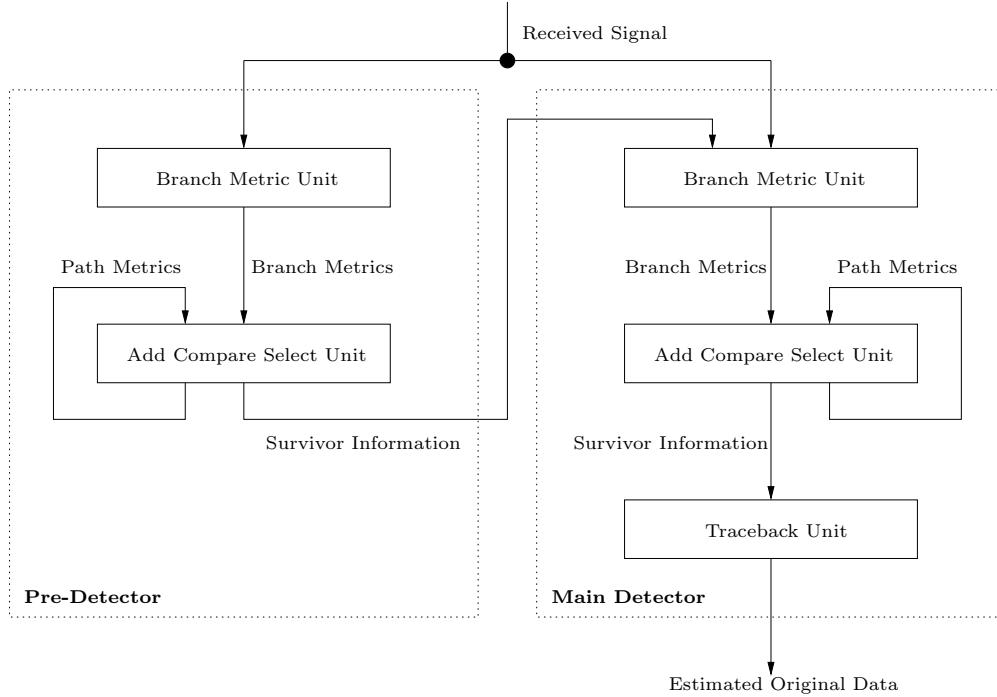 Received Signal
Branch Metric Unit
Branch Metric Unit
Path Metrics
Branch Metrics
Branch Metrics
Path Metrics
Add Compare Select Unit
Add Compare Select Unit
Survivor Information
Survivor Information
Traceback Unit
Pre-Detector
Main Detector
Estimated Original Data